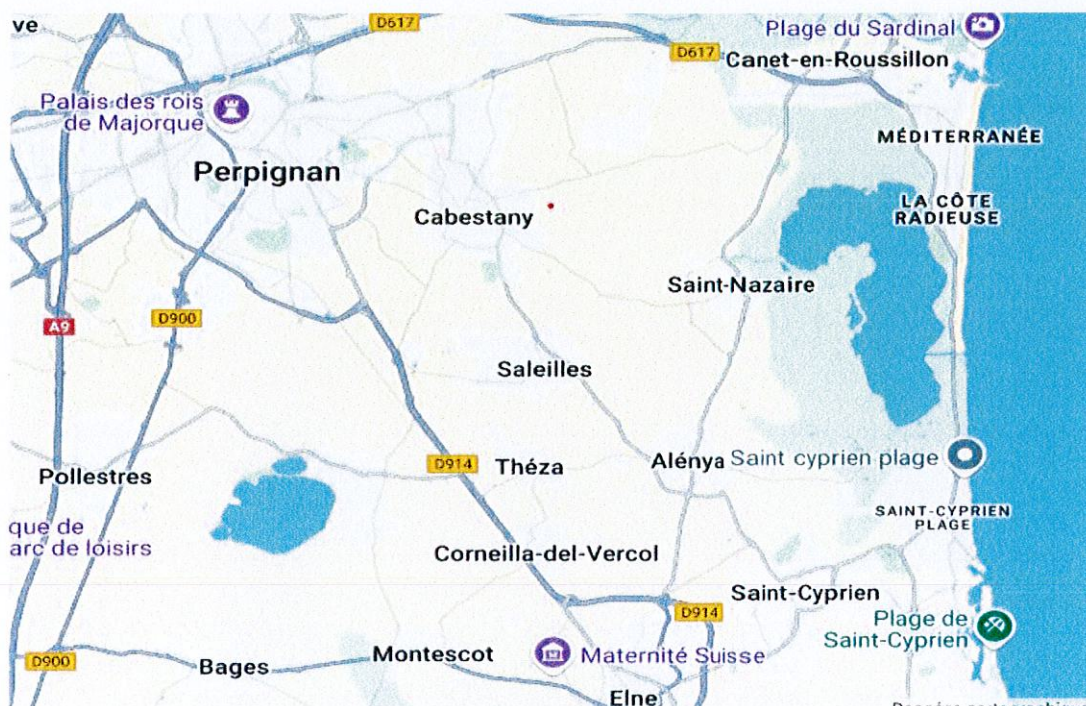 ve
D617
Plage du Sardinal
D617
Canet-en-Roussillon
Palais des rois
de Majorque
MÉDITERRANÉE
Perpignan
LA CÔTE
RADIEUSE
Cabestany
Saint-Nazaire
A9
D900
Saleilles
D914
Théza
Alénya
Saint cyprien plage
Pollestres
SAINT-CYPRIEN
PLAGE
que de
arc de loisirs
Corneilla-del-Vercol
Saint-Cyprien
D914
Plage de
Saint-Cyprien
D900
Bages
Montescot
Maternité Suisse
Elne